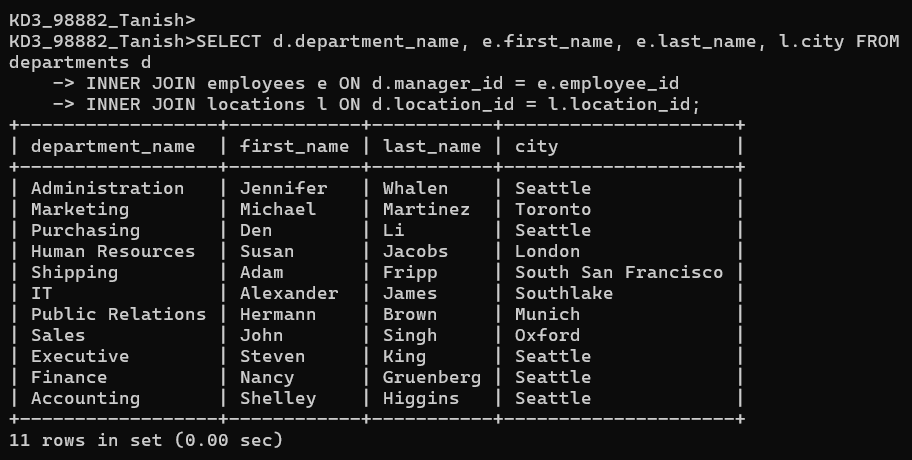 KD3_98882_Tanish>
KD3_98882_Tanish>SELECT d.department_name, e.first_name, e.last_name, l.city FROM
departments d
    -> INNER JOIN employees e ON d.manager_id = e.employee_id
    -> INNER JOIN locations l ON d.location_id = l.location_id;
+-------------------+------------+-----------+---------------------+
| department_name   | first_name | last_name | city                |
+-------------------+------------+-----------+---------------------+
| Administration    | Jennifer   | Whalen    | Seattle             |
| Marketing         | Michael    | Martinez  | Toronto             |
| Purchasing        | Den        | Li        | Seattle             |
| Human Resources   | Susan      | Jacobs    | London              |
| Shipping          | Adam       | Fripp     | South San Francisco |
| IT                | Alexander  | James     | Southlake           |
| Public Relations  | Hermann    | Brown     | Munich              |
| Sales             | John       | Singh     | Oxford              |
| Executive         | Steven     | King      | Seattle             |
| Finance           | Nancy      | Gruenberg | Seattle             |
| Accounting        | Shelley    | Higgins   | Seattle             |
+-------------------+------------+-----------+---------------------+
11 rows in set (0.00 sec)